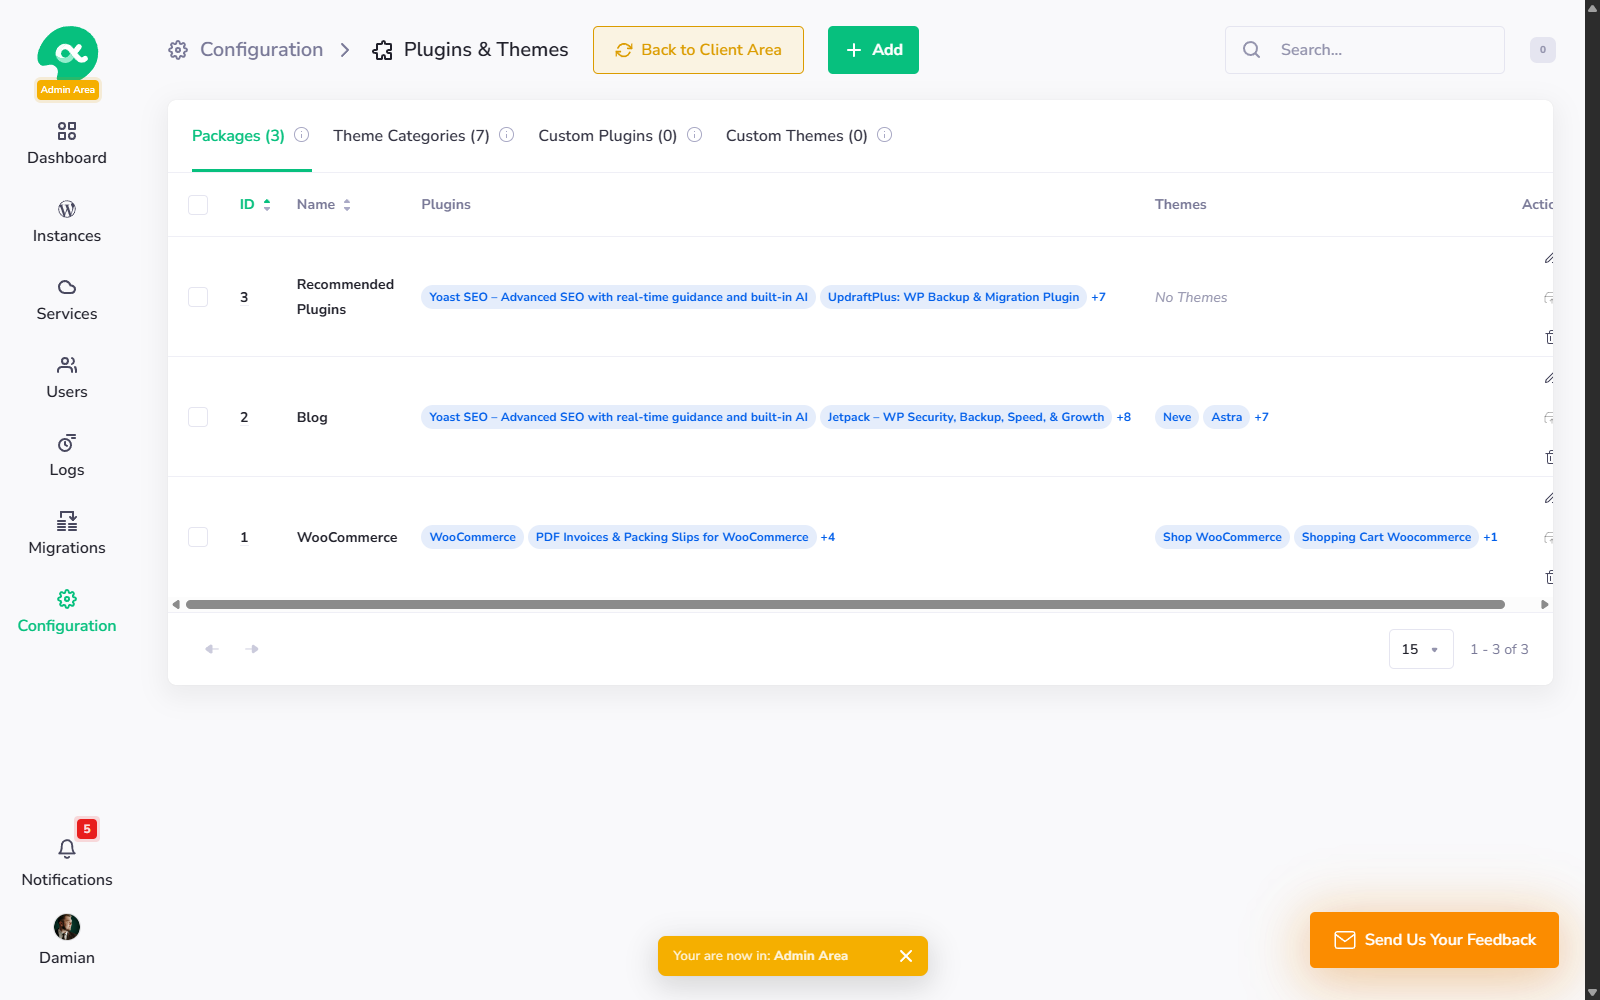 Configuration
Plugins & Themes
Back to Client Area
Add
Search...
0
Admin Area
Dashboard
Instances
Services
Users
Logs
Migrations
Configuration
5
Notifications
Damian
Packages (3)
Theme Categories (7)
Custom Plugins (0)
Custom Themes (0)
ID
Name
Plugins
Themes
Actio
3
Recommended
Plugins
Yoast SEO – Advanced SEO with real-time guidance and built-in AI
UpdraftPlus: WP Backup & Migration Plugin
+7
No Themes
2
Blog
Yoast SEO – Advanced SEO with real-time guidance and built-in AI
Jetpack – WP Security, Backup, Speed, & Growth
+8
Neve
Astra
+7
1
WooCommerce
WooCommerce
PDF Invoices & Packing Slips for WooCommerce
+4
Shop WooCommerce
Shopping Cart Woocommerce
+1
15
1 - 3 of 3
Your are now in: Admin Area
Send Us Your Feedback